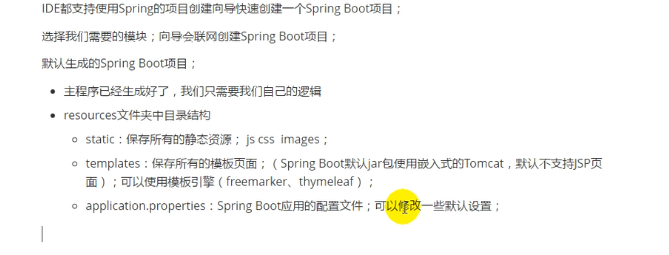 IDE都支持使用Spring的项目创建向导快速创建一个Spring Boot项目；
选择我们需要的模块；向导会联网创建Spring Boot项目；
默认生成的Spring Boot项目；
主程序已经生成好了，我们只需要我们自己的逻辑
resources文件夹中目录结构
static：保存所有的静态资源； js css images；
templates：保存所有的模板页面；（Spring Boot默认jar包使用嵌入式的Tomcat，默认不支持JSP页
面）；可以使用模板引擎（freemarker、thymeleaf）；
application.properties：Spring Boot应用的配置文件；可以修改一些默认设置；